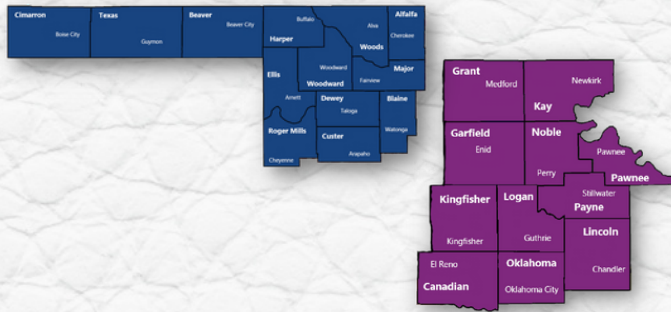 Cimarron
Boise City
Texas
Guymon
Beaver
Beaver City
Buffalo
Harper
Alva
Woods
Alfalfa
Cherokee
Ellis
Arnett
Woodward
Woodward
Fairview
Major
Dewey
Taloga
Blaine
Watonga
Roger Mills
Cheyenne
Custer
Arapaho
Grant
Medford
Newkirk
Kay
Garfield
Enid
Noble
Perry
Pawnee
Pawnee
Kingfisher
Kingfisher
Logan
Guthrie
Stillwater
Payne
Lincoln
Chandler
El Reno
Canadian
Oklahoma
Oklahoma City